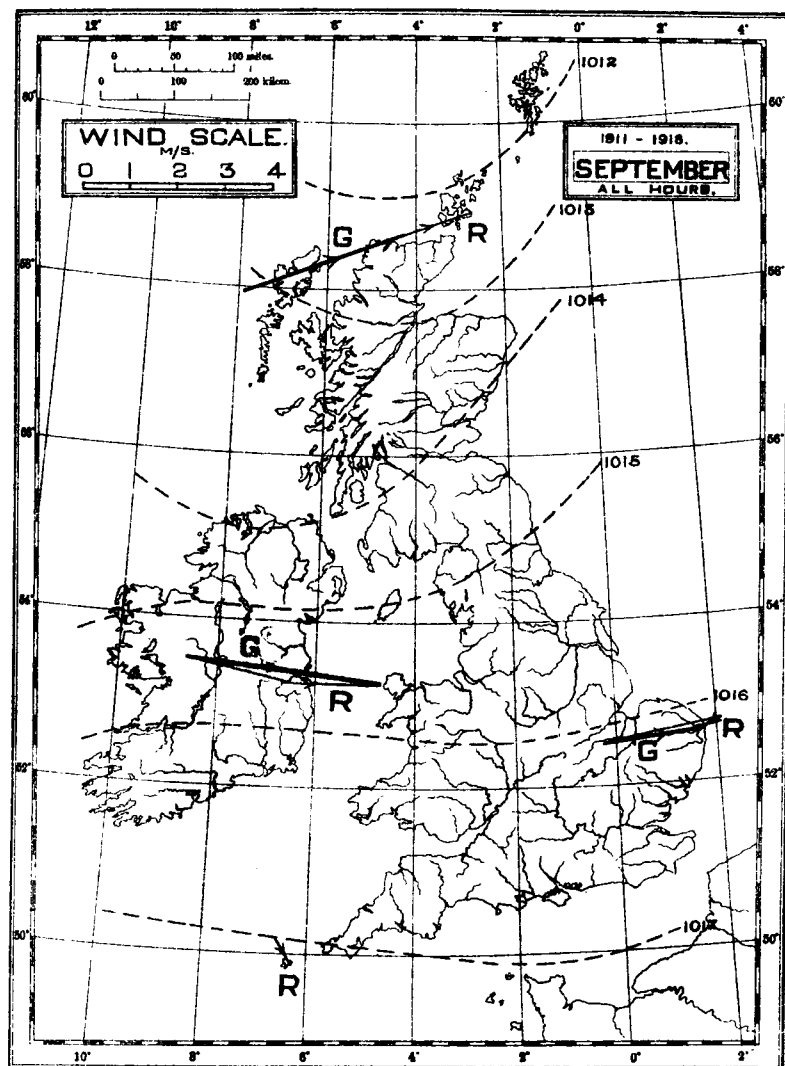 12° 10° 8° 6° 4° 2° 0° 2° 4°
0 50 100 miles.
0 100 200 kilom.
1012
60° 60°
WIND SCALE.
M/S.
0 1 2 3 4
1911 - 1918.
SEPTEMBER
ALL HOURS.
G R
1013
58° 58°
1014
56° 56°
1015
54° 54°
G
R
1016
G R
52° 52°
1017
50° 50°
R
10° 8° 6° 4° 2° 0° 2°